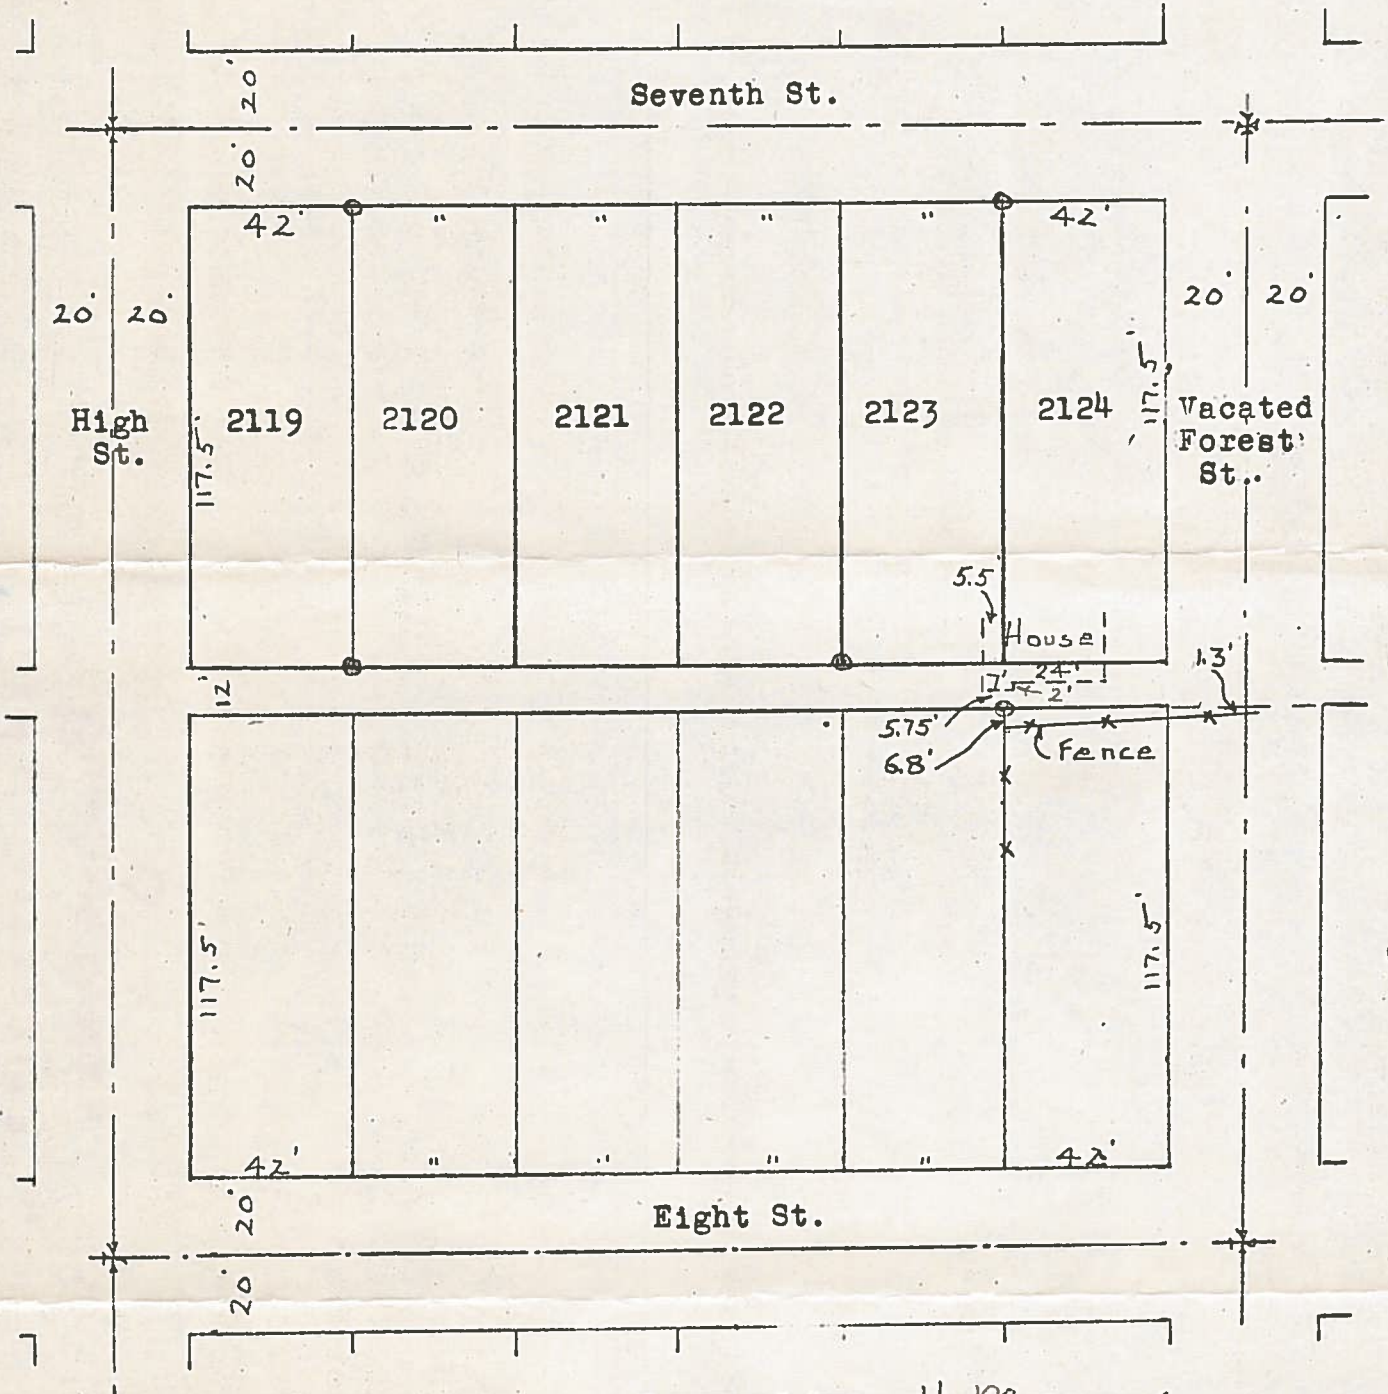 20'
Seventh St.
20'
42' " " " " 42'
20' 20' 20' 20'
117.5'
High
St.
2119 2120 2121 2122 2123 2124
Vacated
Forest
St.
117.5'
5.5
House
1.3'
12'
24'
5.75'
6.8'
Fence
117.5'
117.5'
42' " " " " 42'
20'
Eight St.
20'